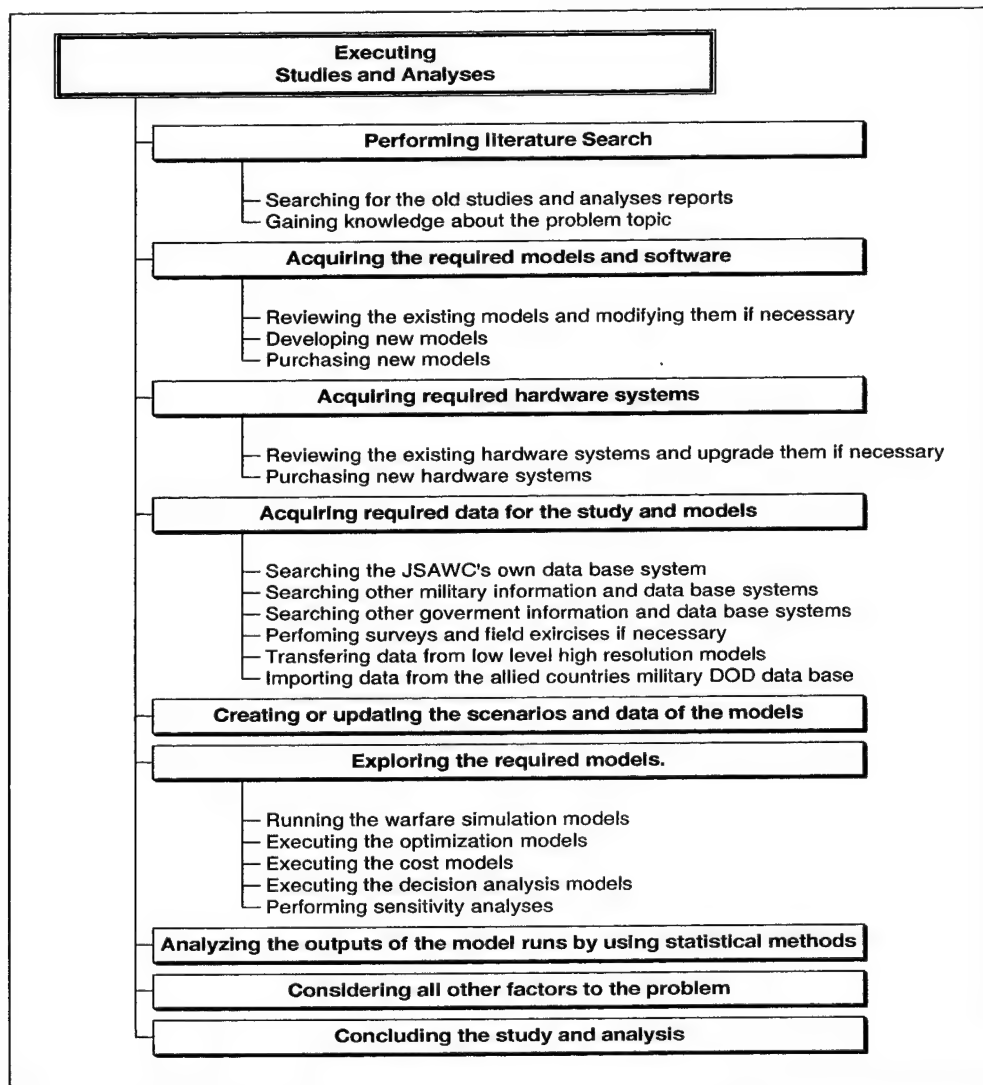 Executing
Studies and Analyses
Performing literature Search
Searching for the old studies and analyses reports
Gaining knowledge about the problem topic
Acquiring the required models and software
Reviewing the existing models and modifying them if necessary
Developing new models
Purchasing new models
Acquiring required hardware systems
Reviewing the existing hardware systems and upgrade them if necessary
Purchasing new hardware systems
Acquiring required data for the study and models
Searching the JSAWC's own data base system
Searching other military information and data base systems
Searching other goverment information and data base systems
Perfoming surveys and field exircises if necessary
Transfering data from low level high resolution models
Importing data from the allied countries military DOD data base
Creating or updating the scenarios and data of the models
Exploring the required models.
Running the warfare simulation models
Executing the optimization models
Executing the cost models
Executing the decision analysis models
Performing sensitivity analyses
Analyzing the outputs of the model runs by using statistical methods
Considering all other factors to the problem
Concluding the study and analysis